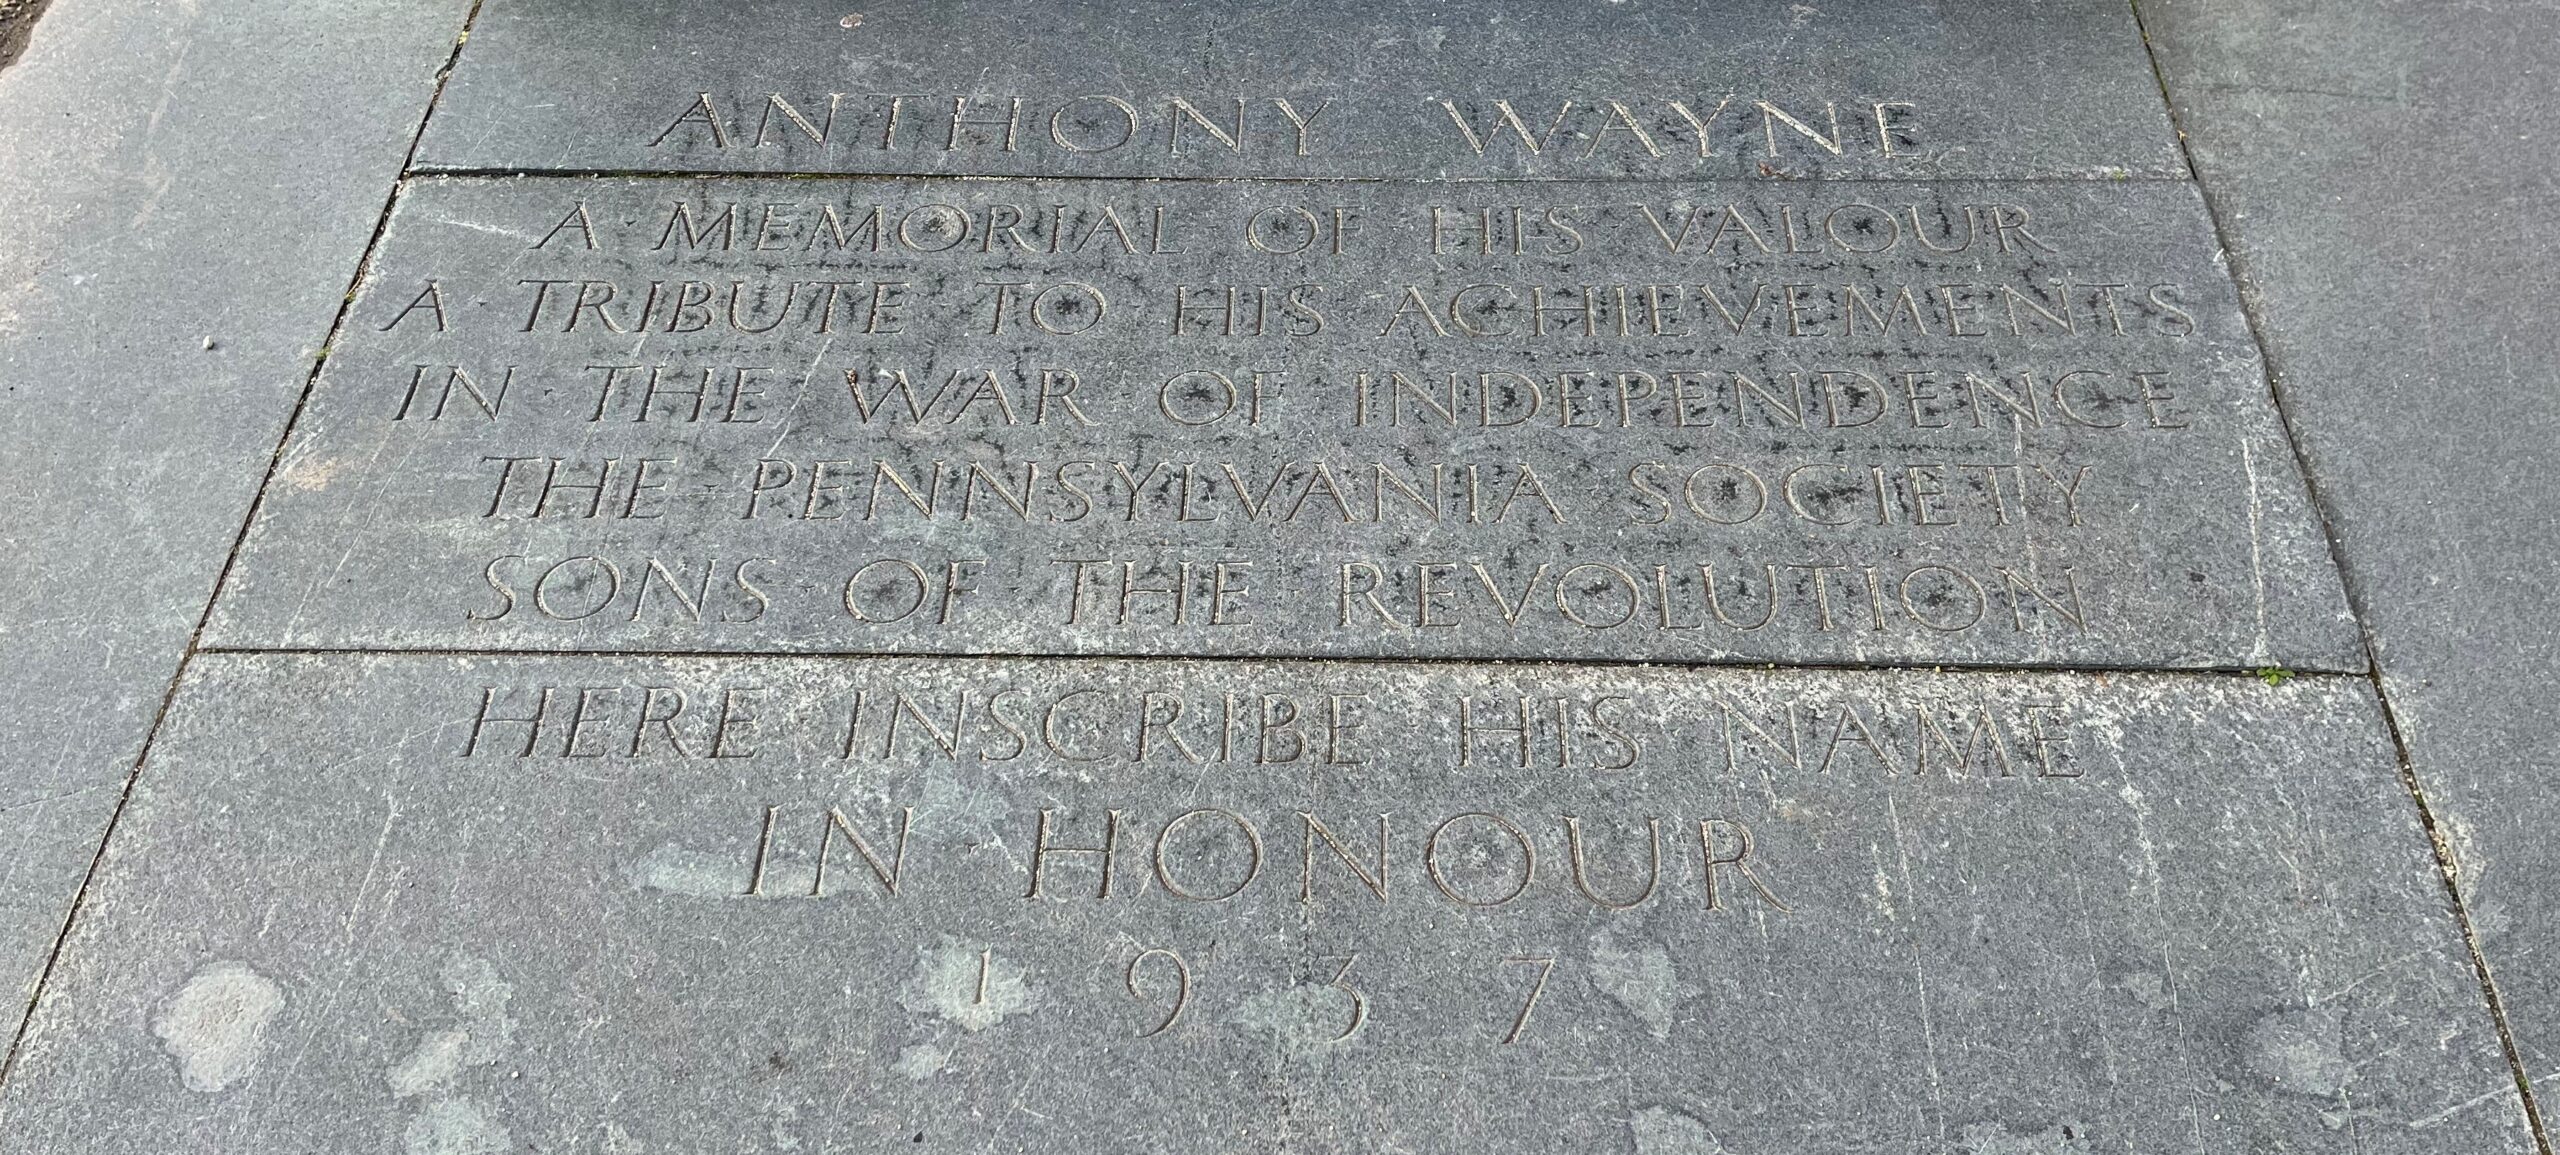 ANTHONY WAYNE
A · MEMORIAL · OF · HIS · VALOUR
A TRIBUTE TO HIS ACHIEVEMENTS
IN · THE WAR OF INDEPENDENCE
THE · PENNSYLVANIA SOCIETY
SONS · OF THE REVOLUTION
HERE INSCRIBE HIS NAME
IN · HONOUR
1937